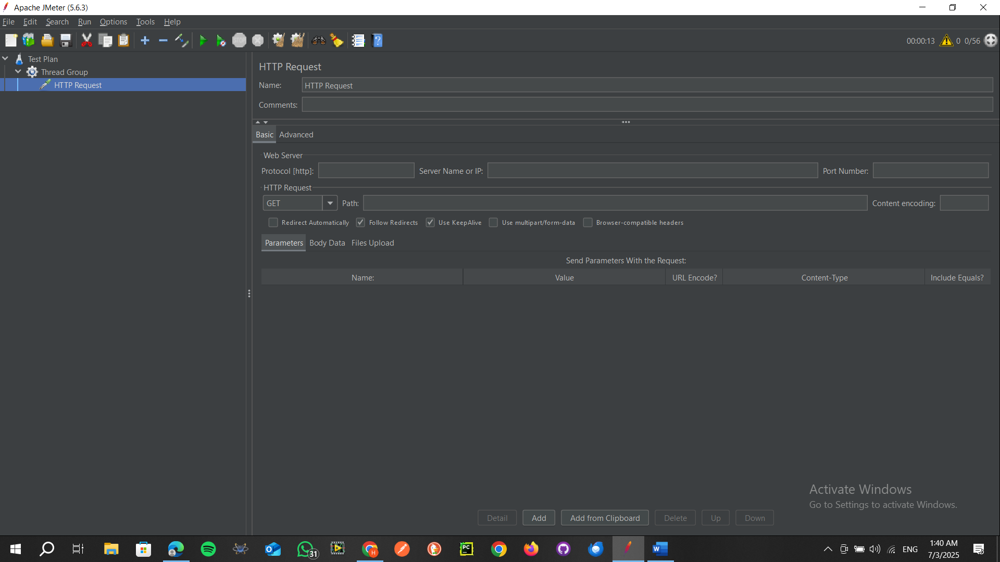 Apache JMeter (5.6.3)
File Edit Search Run Options Tools Help
STOP
00:00:13 0 0/56
Test Plan
Thread Group
HTTP Request
HTTP Request
Name: HTTP Request
Comments:
Basic Advanced
Web Server
Protocol [http]: Server Name or IP: Port Number:
HTTP Request
GET Path: Content encoding:
Redirect Automatically Follow Redirects Use KeepAlive Use multipart/form-data Browser-compatible headers
Parameters Body Data Files Upload
Send Parameters With the Request:
Name: Value URL Encode? Content-Type Include Equals?
Activate Windows
Go to Settings to activate Windows.
Detail Add Add from Clipboard Delete Up Down
31 H PC W ENG
1:40 AM
7/3/2025